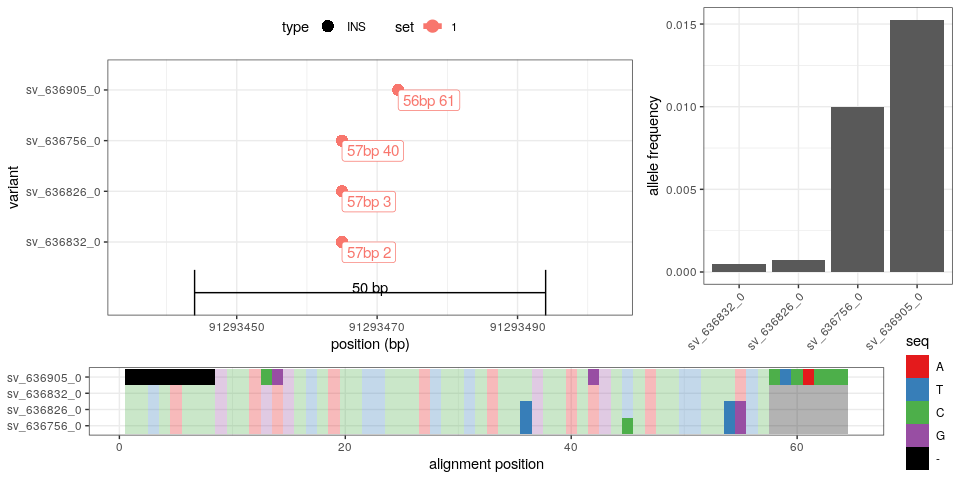 type INS set 1
variant
sv_636905_0
sv_636756_0
sv_636826_0
sv_636832_0
56bp 61
57bp 40
57bp 3
57bp 2
50 bp
91293450 91293470 91293490
position (bp)
allele frequency
0.015
0.010
0.005
0.000
sv_636832_0 sv_636826_0 sv_636756_0 sv_636905_0
sv_636905_0
sv_636832_0
sv_636826_0
sv_636756_0
0 20 40 60
alignment position
seq
A
T
C
G
-